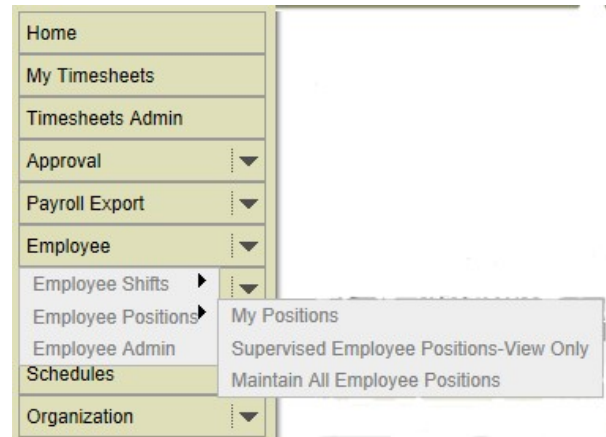 Home
My Timesheets
Timesheets Admin
Approval
Payroll Export
Employee
Employee Shifts
Employee Positions
Employee Admin
My Positions
Supervised Employee Positions-View Only
Maintain All Employee Positions
Schedules
Organization